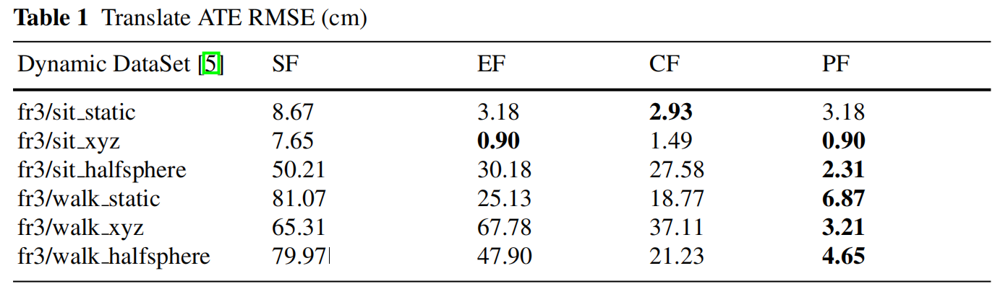 Table 1 Translate ATE RMSE (cm)
Dynamic DataSet [5] SF EF CF PF
fr3/sit_static 8.67 3.18 2.93 3.18
fr3/sit_xyz 7.65 0.90 1.49 0.90
fr3/sit_halfsphere 50.21 30.18 27.58 2.31
fr3/walk_static 81.07 25.13 18.77 6.87
fr3/walk_xyz 65.31 67.78 37.11 3.21
fr3/walk_halfsphere 79.97 47.90 21.23 4.65